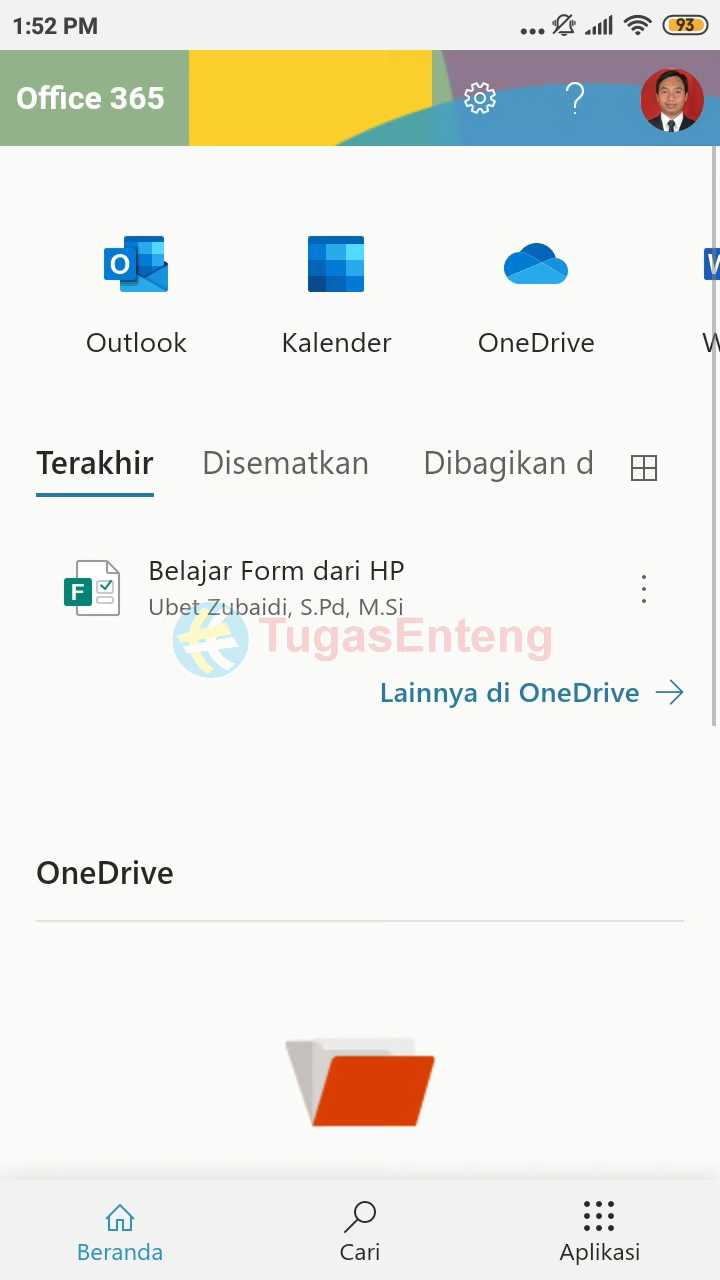 1:52 PM
93
Office 365
Outlook
Kalender
OneDrive
W
Terakhir
Disematkan
Dibagikan d
Belajar Form dari HP
Ubet Zubaidi, S.Pd, M.Si
TugasEnteng
Lainnya di OneDrive
OneDrive
Beranda
Cari
Aplikasi